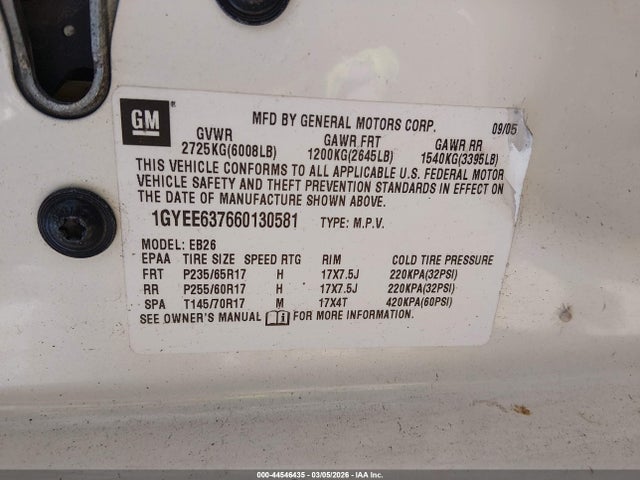 GM
MFD BY GENERAL MOTORS CORP. 09/05
GVWR GAWR FRT GAWR RR
2725KG(6008LB) 1200KG(2645LB) 1540KG(3395LB)
THIS VEHICLE CONFORMS TO ALL APPLICABLE U.S. FEDERAL MOTOR
VEHICLE SAFETY AND THEFT PREVENTION STANDARDS IN EFFECT ON
THE DATE OF MANUFACTURE SHOWN ABOVE.
1GYEE637660130581 TYPE: M.P.V.
MODEL: EB26
EPAA TIRE SIZE SPEED RTG RIM COLD TIRE PRESSURE
FRT P235/65R17 H 17X7.5J 220KPA(32PSI)
RR P255/60R17 H 17X7.5J 220KPA(32PSI)
SPA T145/70R17 M 17X4T 420KPA(60PSI)
SEE OWNER'S MANUAL FOR MORE INFORMATION.
000-44546435 - 03/05/2026 - IAA Inc.